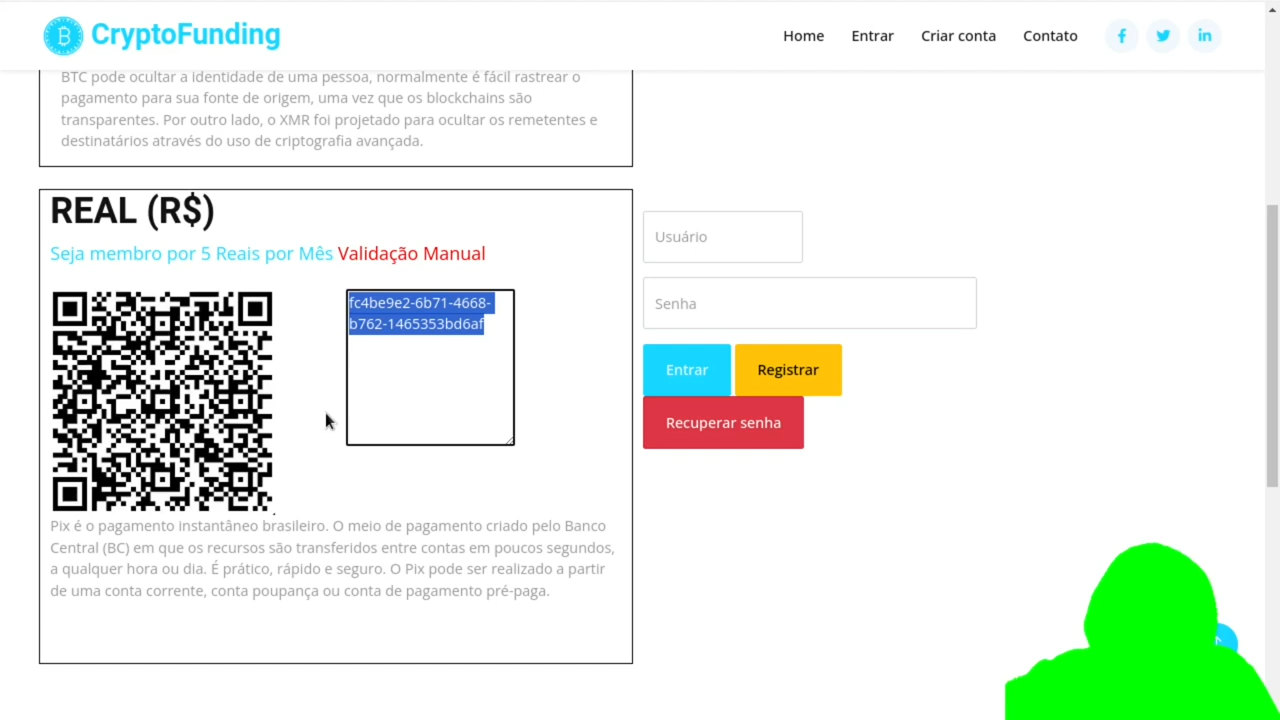 CryptoFunding
Home Entrar Criar conta Contato
BTC pode ocultar a identidade de uma pessoa, normalmente é fácil rastrear o
pagamento para sua fonte de origem, uma vez que os blockchains são
transparentes. Por outro lado, o XMR foi projetado para ocultar os remetentes e
destinatários através do uso de criptografia avançada.
REAL (R$)
Seja membro por 5 Reais por Mês Validação Manual
fc4be9e2-6b71-4668-
b762-1465353bd6af
Pix é o pagamento instantâneo brasileiro. O meio de pagamento criado pelo Banco
Central (BC) em que os recursos são transferidos entre contas em poucos segundos,
a qualquer hora ou dia. É prático, rápido e seguro. O Pix pode ser realizado a partir
de uma conta corrente, conta poupança ou conta de pagamento pré-paga.
Usuário
Senha
Entrar Registrar
Recuperar senha